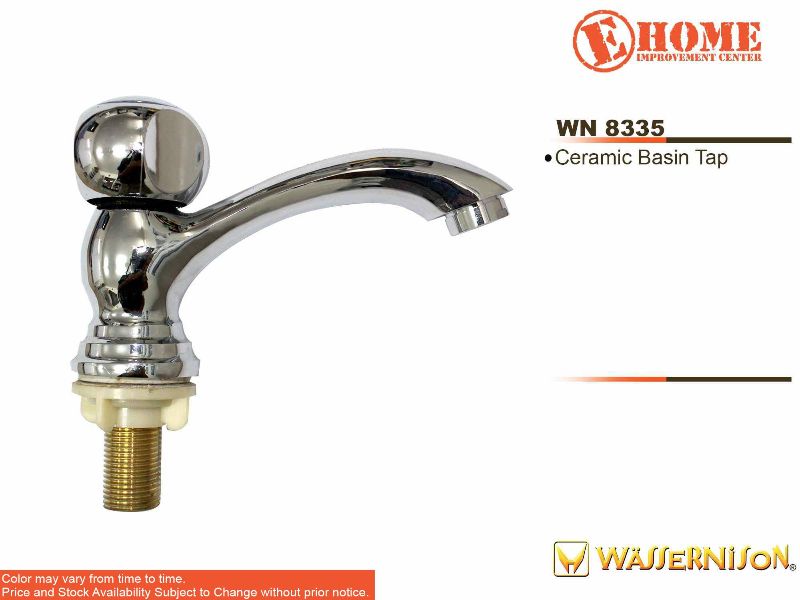 E HOME
IMPROVEMENT CENTER
WN 8335
•Ceramic Basin Tap
WASSERNISON®
Color may vary from time to time.
Price and Stock Availability Subject to Change without prior notice.